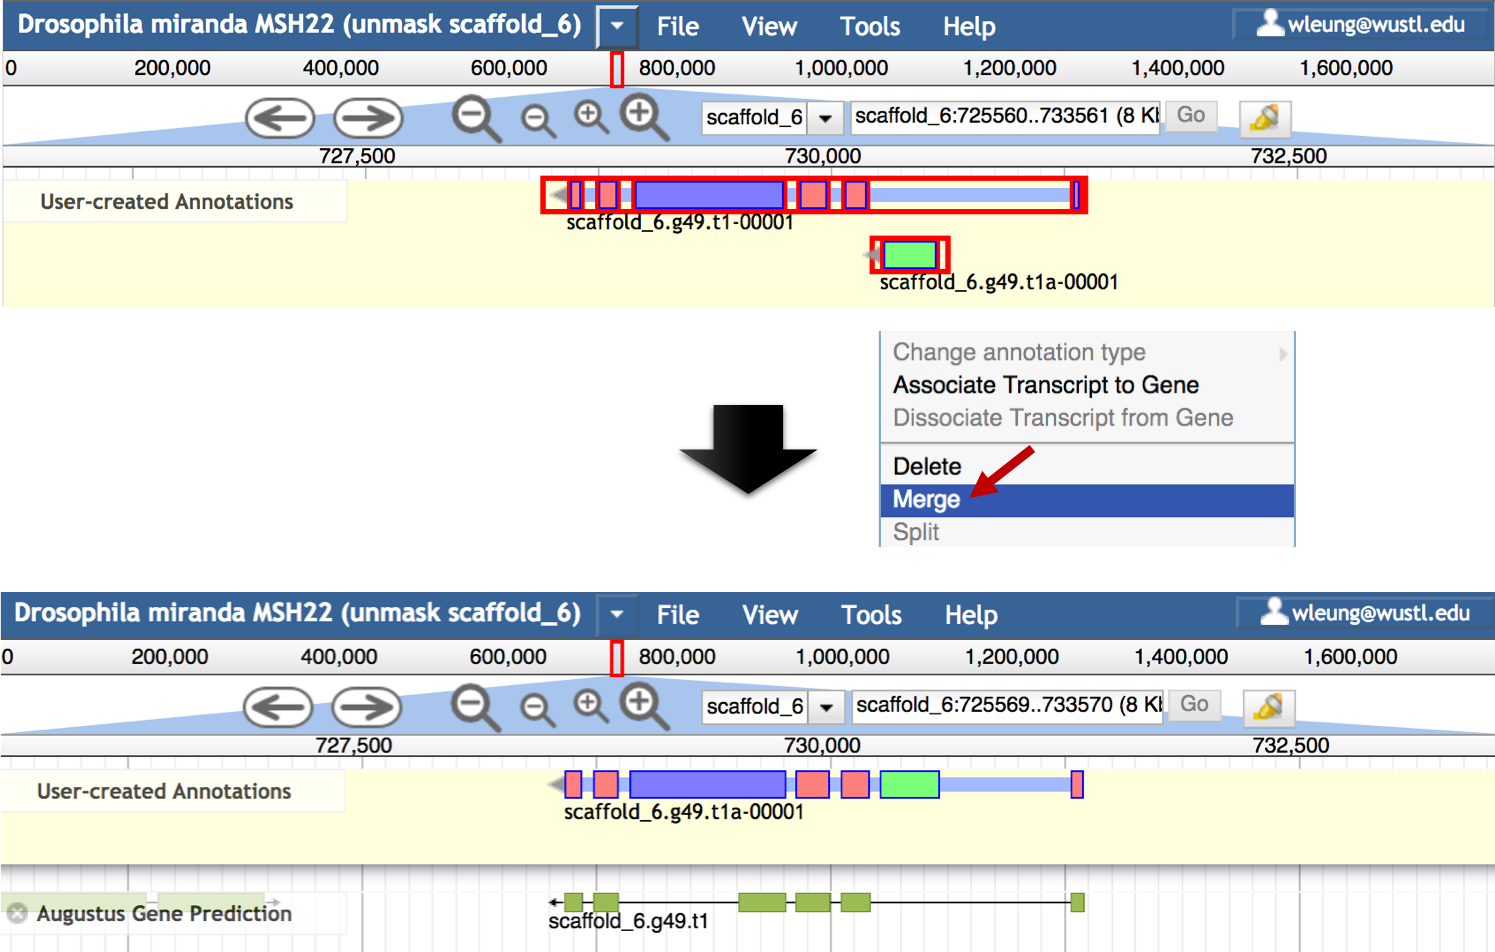 Drosophila miranda MSH22 (unmask scaffold_6) File View Tools Help wleung@wustl.edu
0 200,000 400,000 600,000 800,000 1,000,000 1,200,000 1,400,000 1,600,000
scaffold_6 scaffold_6:725560..733561 (8 Go
727,500 730,000 732,500
User-created Annotations
scaffold_6.g49.t1-00001
scaffold_6.g49.t1a-00001
Change annotation type
Associate Transcript to Gene
Dissociate Transcript from Gene
Delete
Merge
Split
Drosophila miranda MSH22 (unmask scaffold_6) File View Tools Help wleung@wustl.edu
0 200,000 400,000 600,000 800,000 1,000,000 1,200,000 1,400,000 1,600,000
scaffold_6 scaffold_6:725569..733570 (8 Go
727,500 730,000 732,500
User-created Annotations
scaffold_6.g49.t1a-00001
Augustus Gene Prediction
scaffold_6.g49.t1